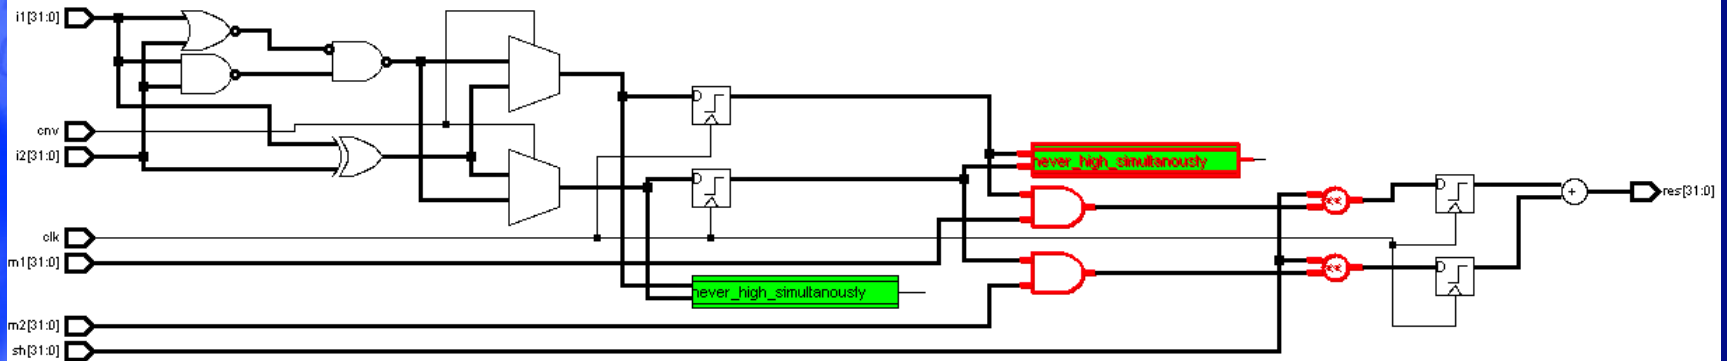 i1[31:0]
cnv
i2[31:0]
never_high_simultanously
res[31:0]
<<
+
clk
m1[31:0]
<<
never_high_simultanously
m2[31:0]
sh[31:0]